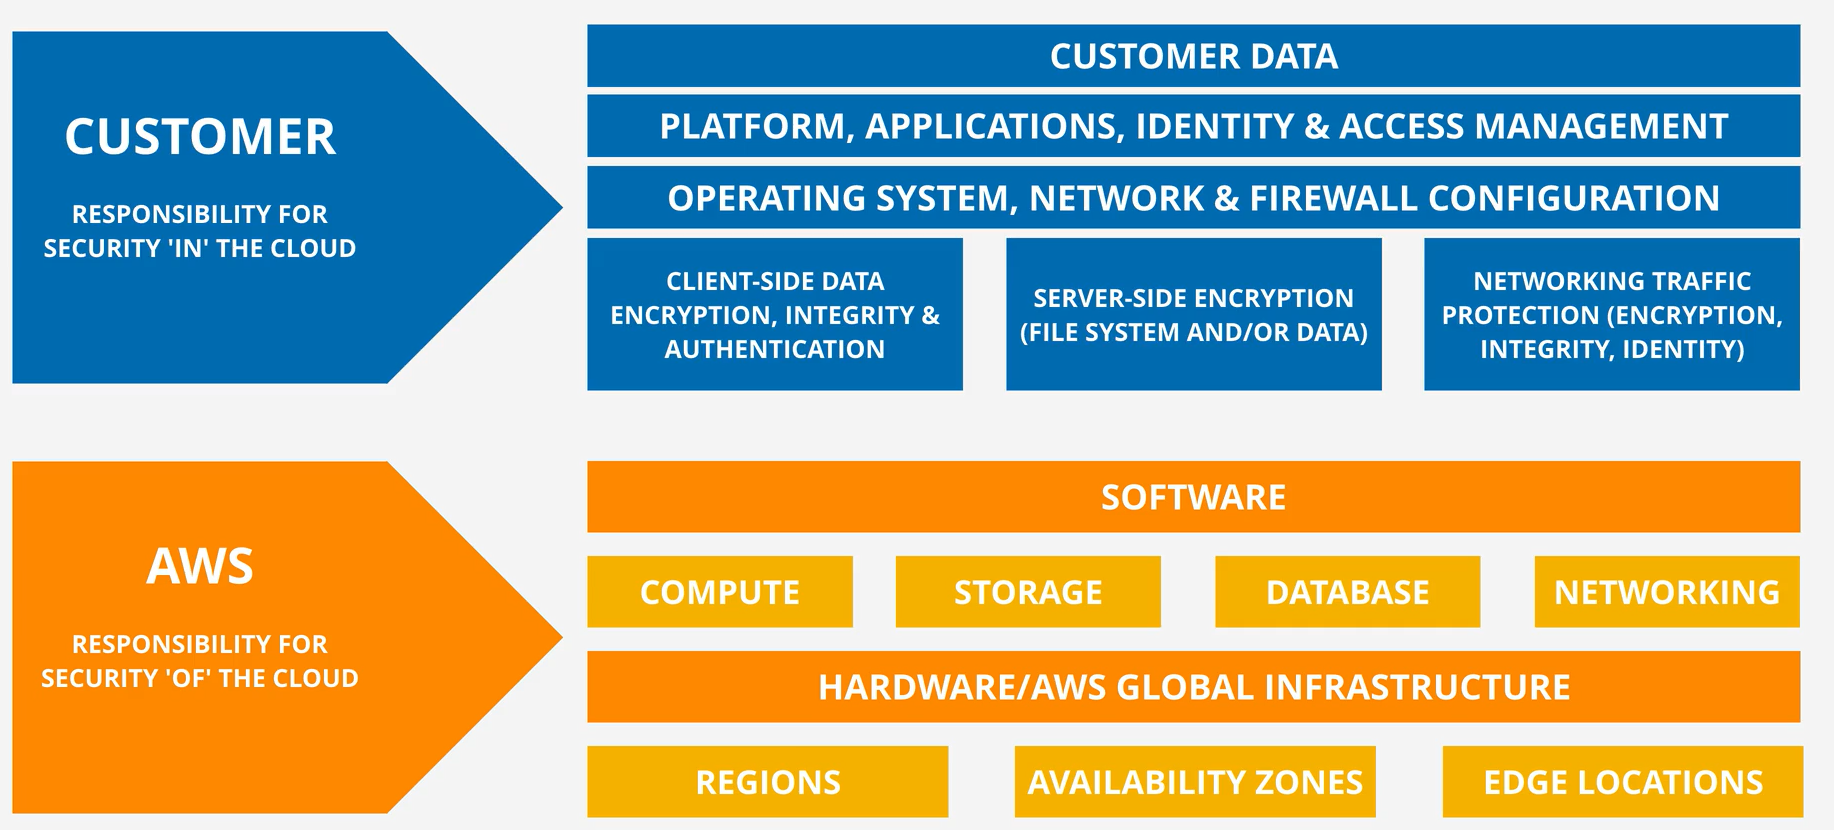 CUSTOMER
RESPONSIBILITY FOR
SECURITY 'IN' THE CLOUD
CUSTOMER DATA
PLATFORM, APPLICATIONS, IDENTITY & ACCESS MANAGEMENT
OPERATING SYSTEM, NETWORK & FIREWALL CONFIGURATION
CLIENT-SIDE DATA
ENCRYPTION, INTEGRITY &
AUTHENTICATION
SERVER-SIDE ENCRYPTION
(FILE SYSTEM AND/OR DATA)
NETWORKING TRAFFIC
PROTECTION (ENCRYPTION,
INTEGRITY, IDENTITY)
AWS
RESPONSIBILITY FOR
SECURITY 'OF' THE CLOUD
SOFTWARE
COMPUTE
STORAGE
DATABASE
NETWORKING
HARDWARE/AWS GLOBAL INFRASTRUCTURE
REGIONS
AVAILABILITY ZONES
EDGE LOCATIONS